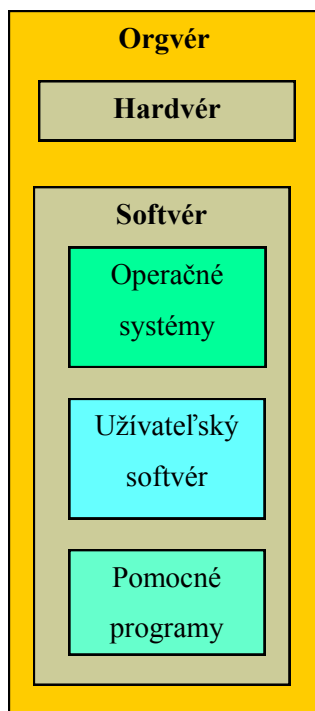 Orgvér
Hardvér
Softvér
Operačné
systémy
Užívateľský
softvér
Pomocné
programy